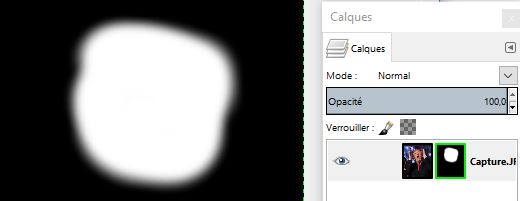 Calques
Calques
Mode : Normal
Opacité 100,0
Verrouiller :
Capture.JF